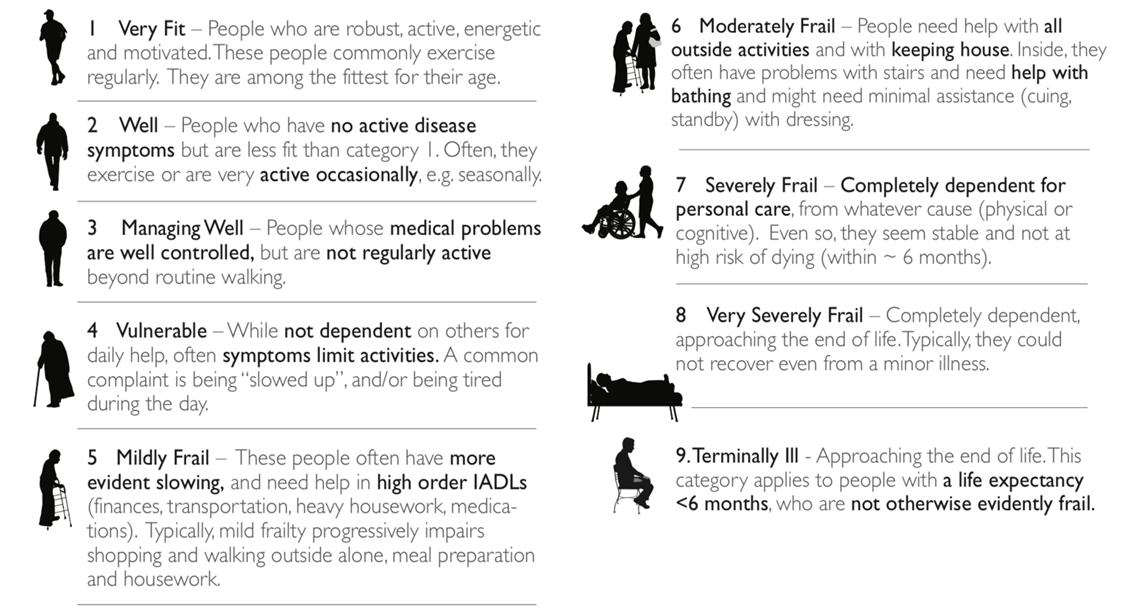 1 Very Fit – People who are robust, active, energetic
and motivated. These people commonly exercise
regularly. They are among the fittest for their age.
2 Well – People who have no active disease
symptoms but are less fit than category 1. Often, they
exercise or are very active occasionally, e.g. seasonally.
3 Managing Well – People whose medical problems
are well controlled, but are not regularly active
beyond routine walking.
4 Vulnerable – While not dependent on others for
daily help, often symptoms limit activities. A common
complaint is being “slowed up”, and/or being tired
during the day.
5 Mildly Frail – These people often have more
evident slowing, and need help in high order IADLs
(finances, transportation, heavy housework, medica-
tions). Typically, mild frailty progressively impairs
shopping and walking outside alone, meal preparation
and housework.
6 Moderately Frail – People need help with all
outside activities and with keeping house. Inside, they
often have problems with stairs and need help with
bathing and might need minimal assistance (cuing,
standby) with dressing.
7 Severely Frail – Completely dependent for
personal care, from whatever cause (physical or
cognitive). Even so, they seem stable and not at
high risk of dying (within ~ 6 months).
8 Very Severely Frail – Completely dependent,
approaching the end of life. Typically, they could
not recover even from a minor illness.
9. Terminally Ill - Approaching the end of life. This
category applies to people with a life expectancy
<6 months, who are not otherwise evidently frail.